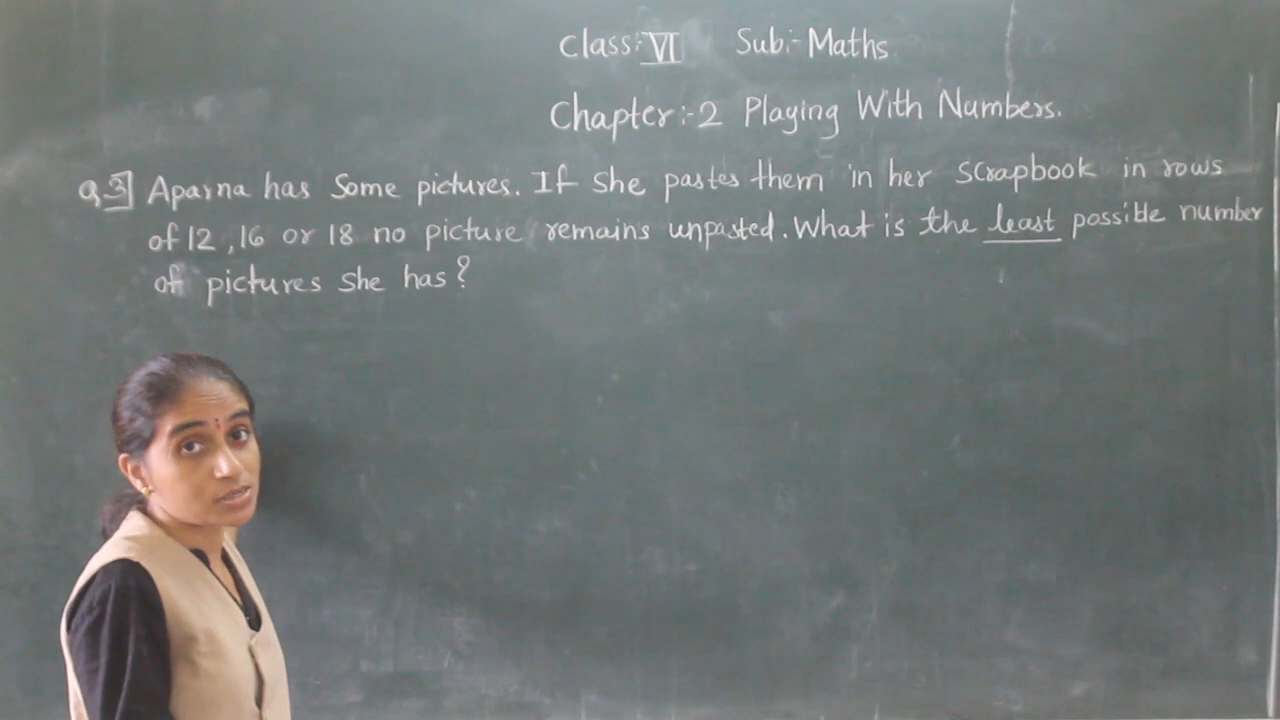 Class:- VI Sub:- Maths
Chapter:-2 Playing With Numbers.
Q.3] Aparna has Some pictures. If She pastes them in her Scrapbook in rows
of 12, 16 or 18 no picture remains unpasted. What is the least possible number
of pictures she has?